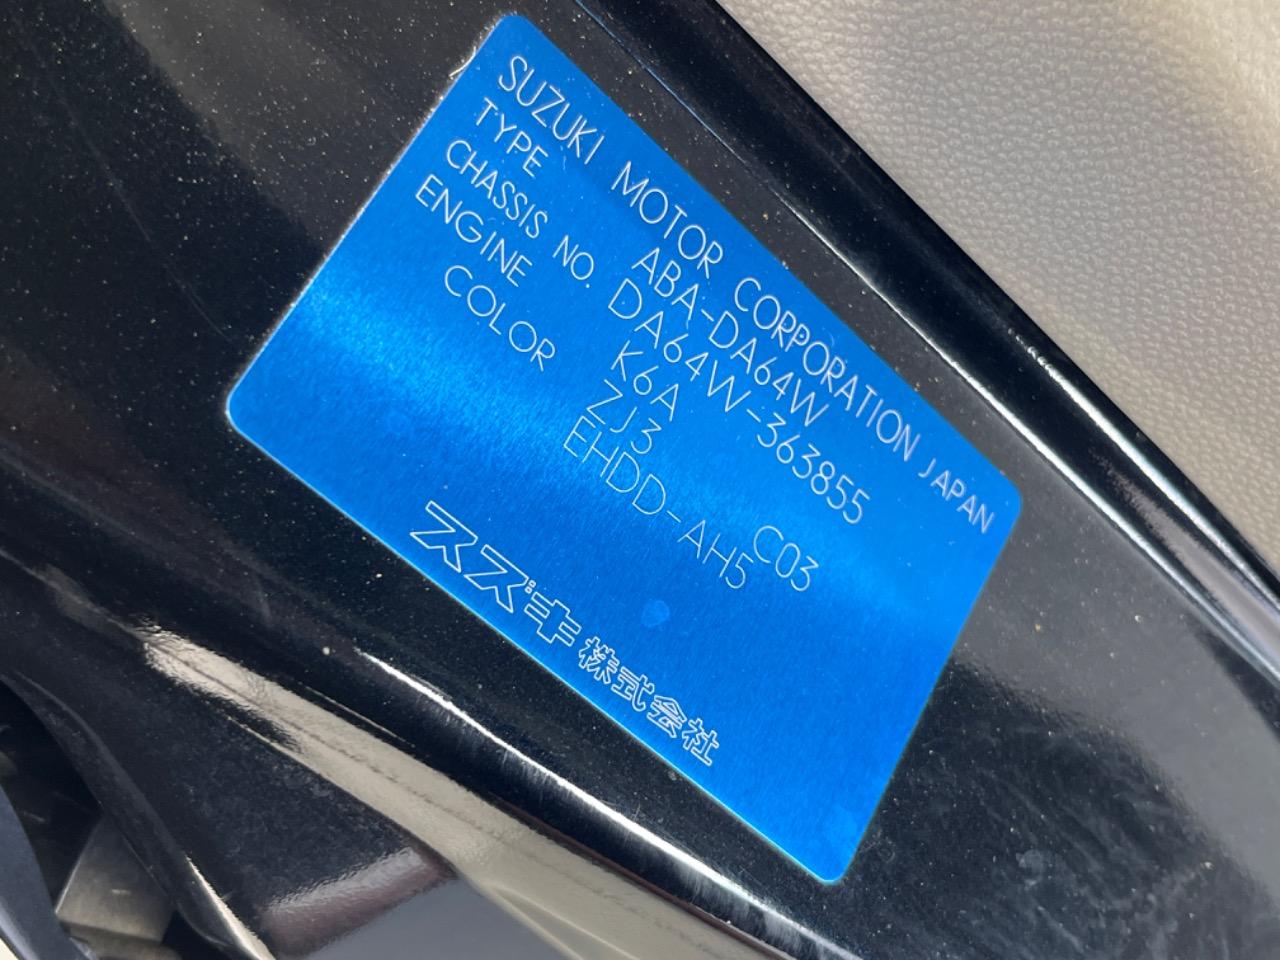 SUZUKI MOTOR CORPORATION JAPAN
TYPE ABA-DA64W
CHASSIS NO. DA64W-363855
ENGINE K6A
COLOR ZJ3 C03
EHDD-AH5
スズキ株式会社